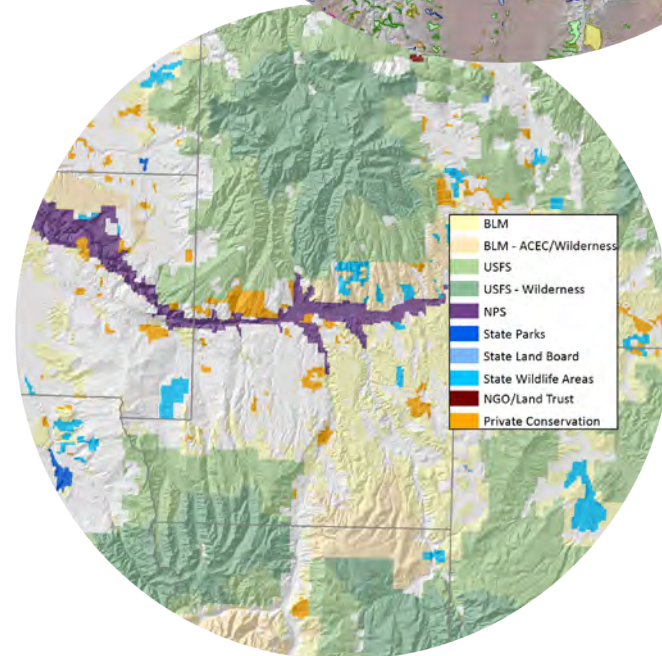 BLM
BLM - ACEC/Wilderness
USFS
USFS - Wilderness
NPS
State Parks
State Land Board
State Wildlife Areas
NGO/Land Trust
Private Conservation